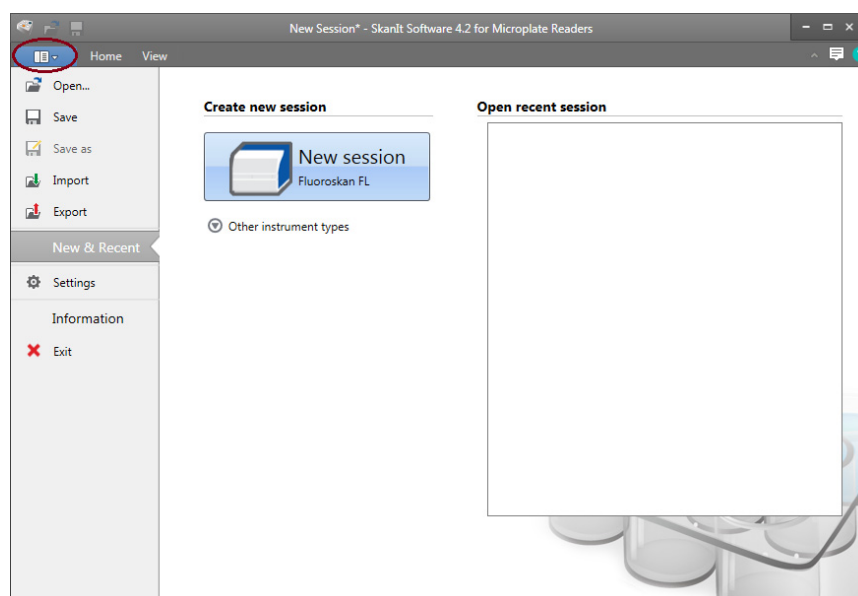 New Session* - SkanIt Software 4.2 for Microplate Readers
Home View
Open...
Save
Save as
Import
Export
New & Recent
Settings
Information
Exit
Create new session
New session
Fluoroskan FL
Other instrument types
Open recent session